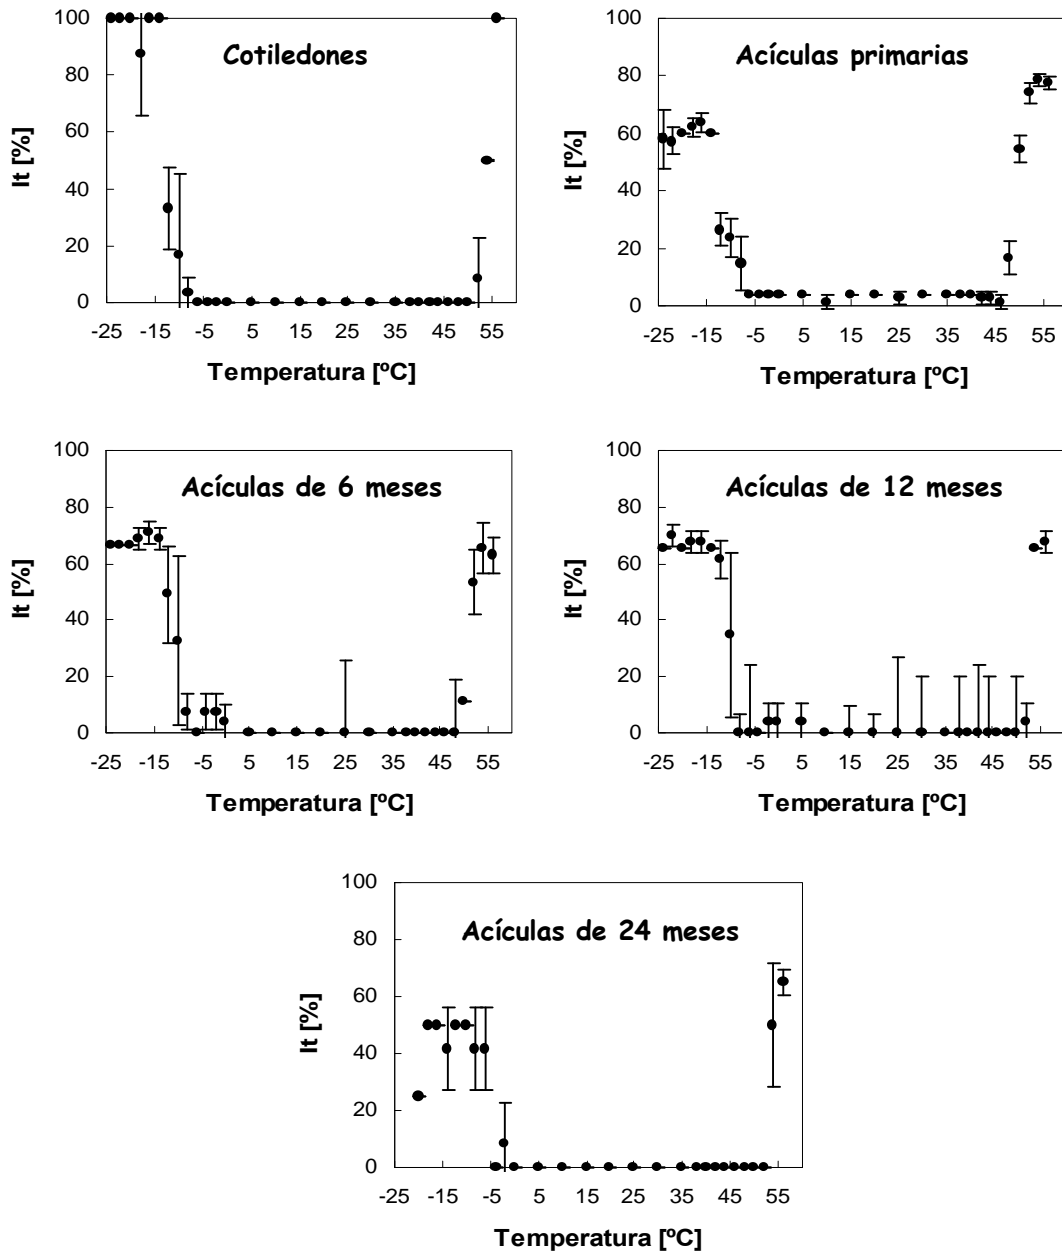 Cotiledones
100
80
60
40
20
0
It [%]
-25 -15 -5 5 15 25 35 45 55
Temperatura [ºC]
Acículas primarias
100
80
60
40
20
0
It [%]
-25 -15 -5 5 15 25 35 45 55
Temperatura [ºC]
Acículas de 6 meses
100
80
60
40
20
0
It [%]
-25 -15 -5 5 15 25 35 45 55
Temperatura [ºC]
Acículas de 12 meses
100
80
60
40
20
0
It [%]
-25 -15 -5 5 15 25 35 45 55
Temperatura [ºC]
Acículas de 24 meses
100
80
60
40
20
0
It [%]
-25 -15 -5 5 15 25 35 45 55
Temperatura [ºC]